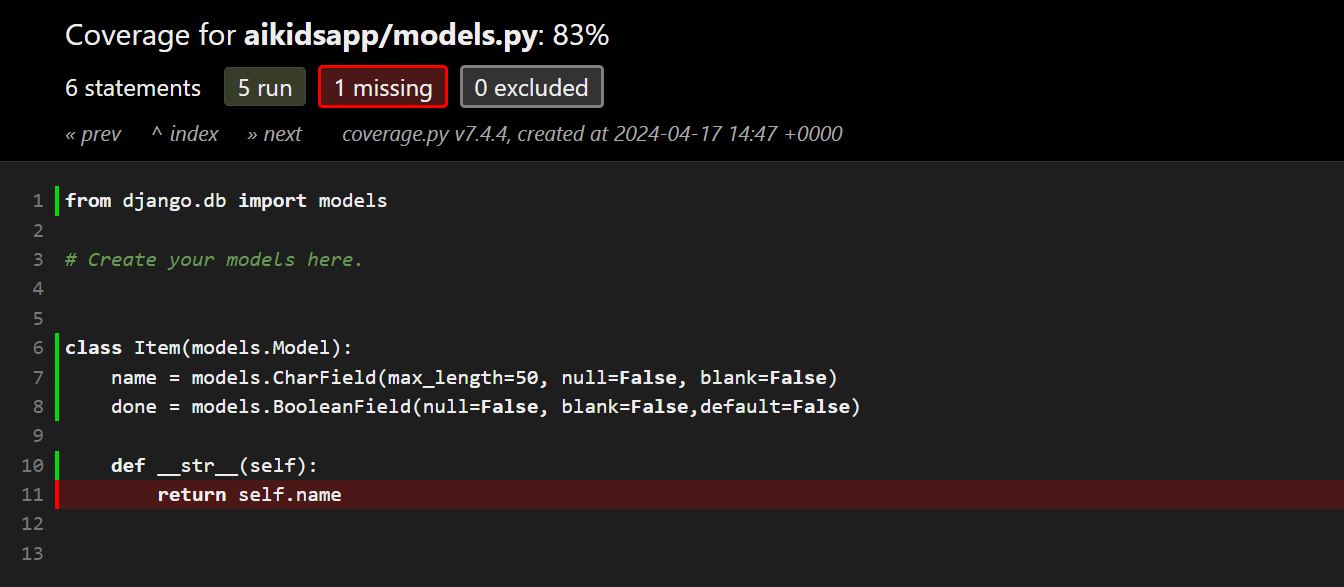 Coverage for aikidsapp/models.py: 83%
6 statements 5 run 1 missing 0 excluded
« prev ^ index » next coverage.py v7.4.4, created at 2024-04-17 14:47 +0000
1 from django.db import models
2
3 # Create your models here.
4
5
6 class Item(models.Model):
7     name = models.CharField(max_length=50, null=False, blank=False)
8     done = models.BooleanField(null=False, blank=False,default=False)
9
10     def __str__(self):
11         return self.name
12
13